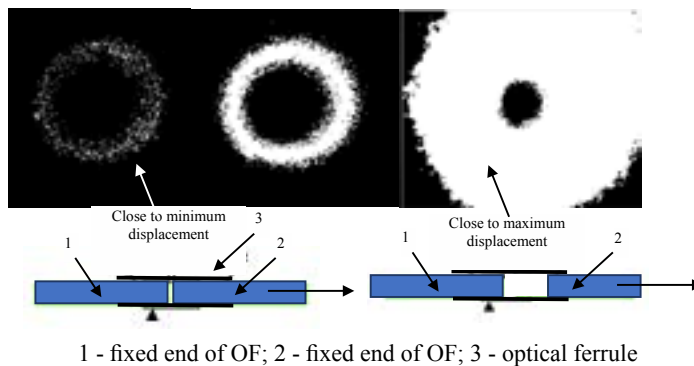 Close to minimum
displacement
Close to maximum
displacement
1
3
2
1
2
1 - fixed end of OF; 2 - fixed end of OF; 3 - optical ferrule